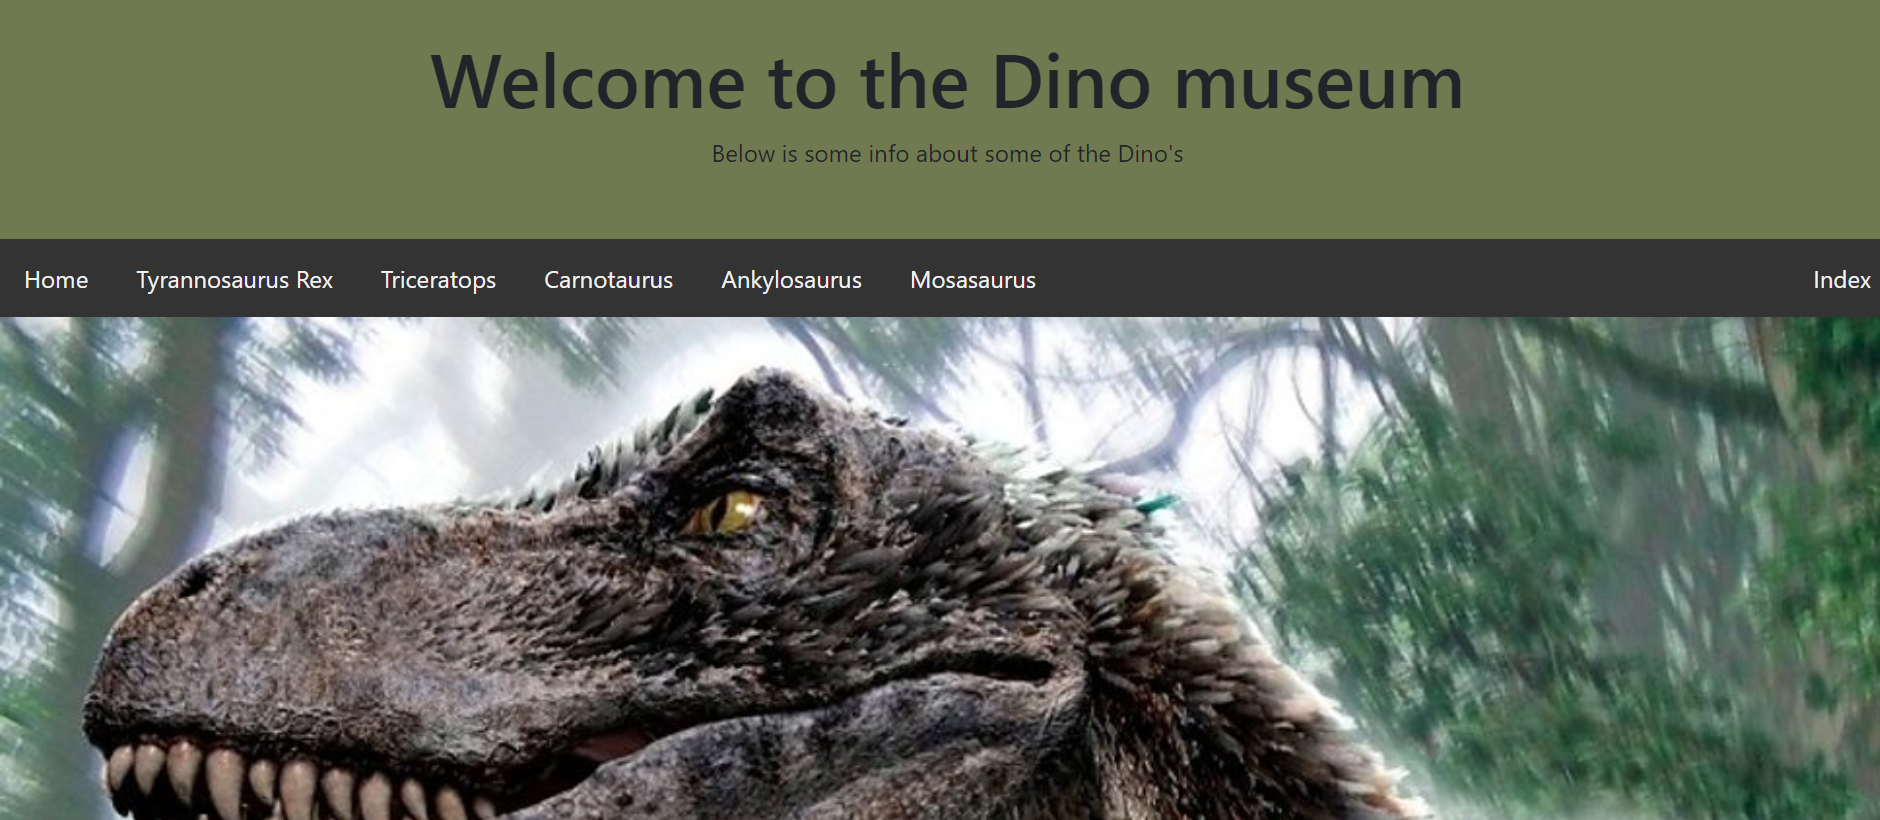 Welcome to the Dino museum
Below is some info about some of the Dino's
Home Tyrannosaurus Rex Triceratops Carnotaurus Ankylosaurus Mosasaurus Index